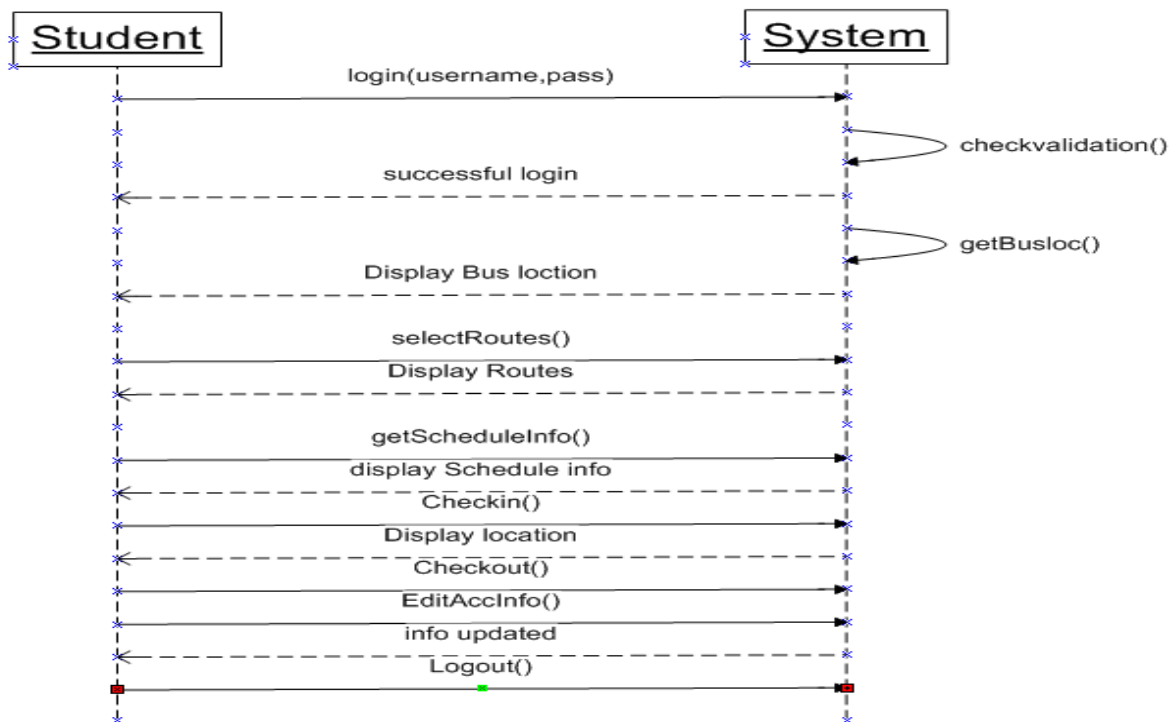 Student
System
login(username,pass)
checkvalidation()
successful login
getBusloc()
Display Bus loction
selectRoutes()
Display Routes
getScheduleInfo()
display Schedule info
Checkin()
Display location
Checkout()
EditAccInfo()
info updated
Logout()